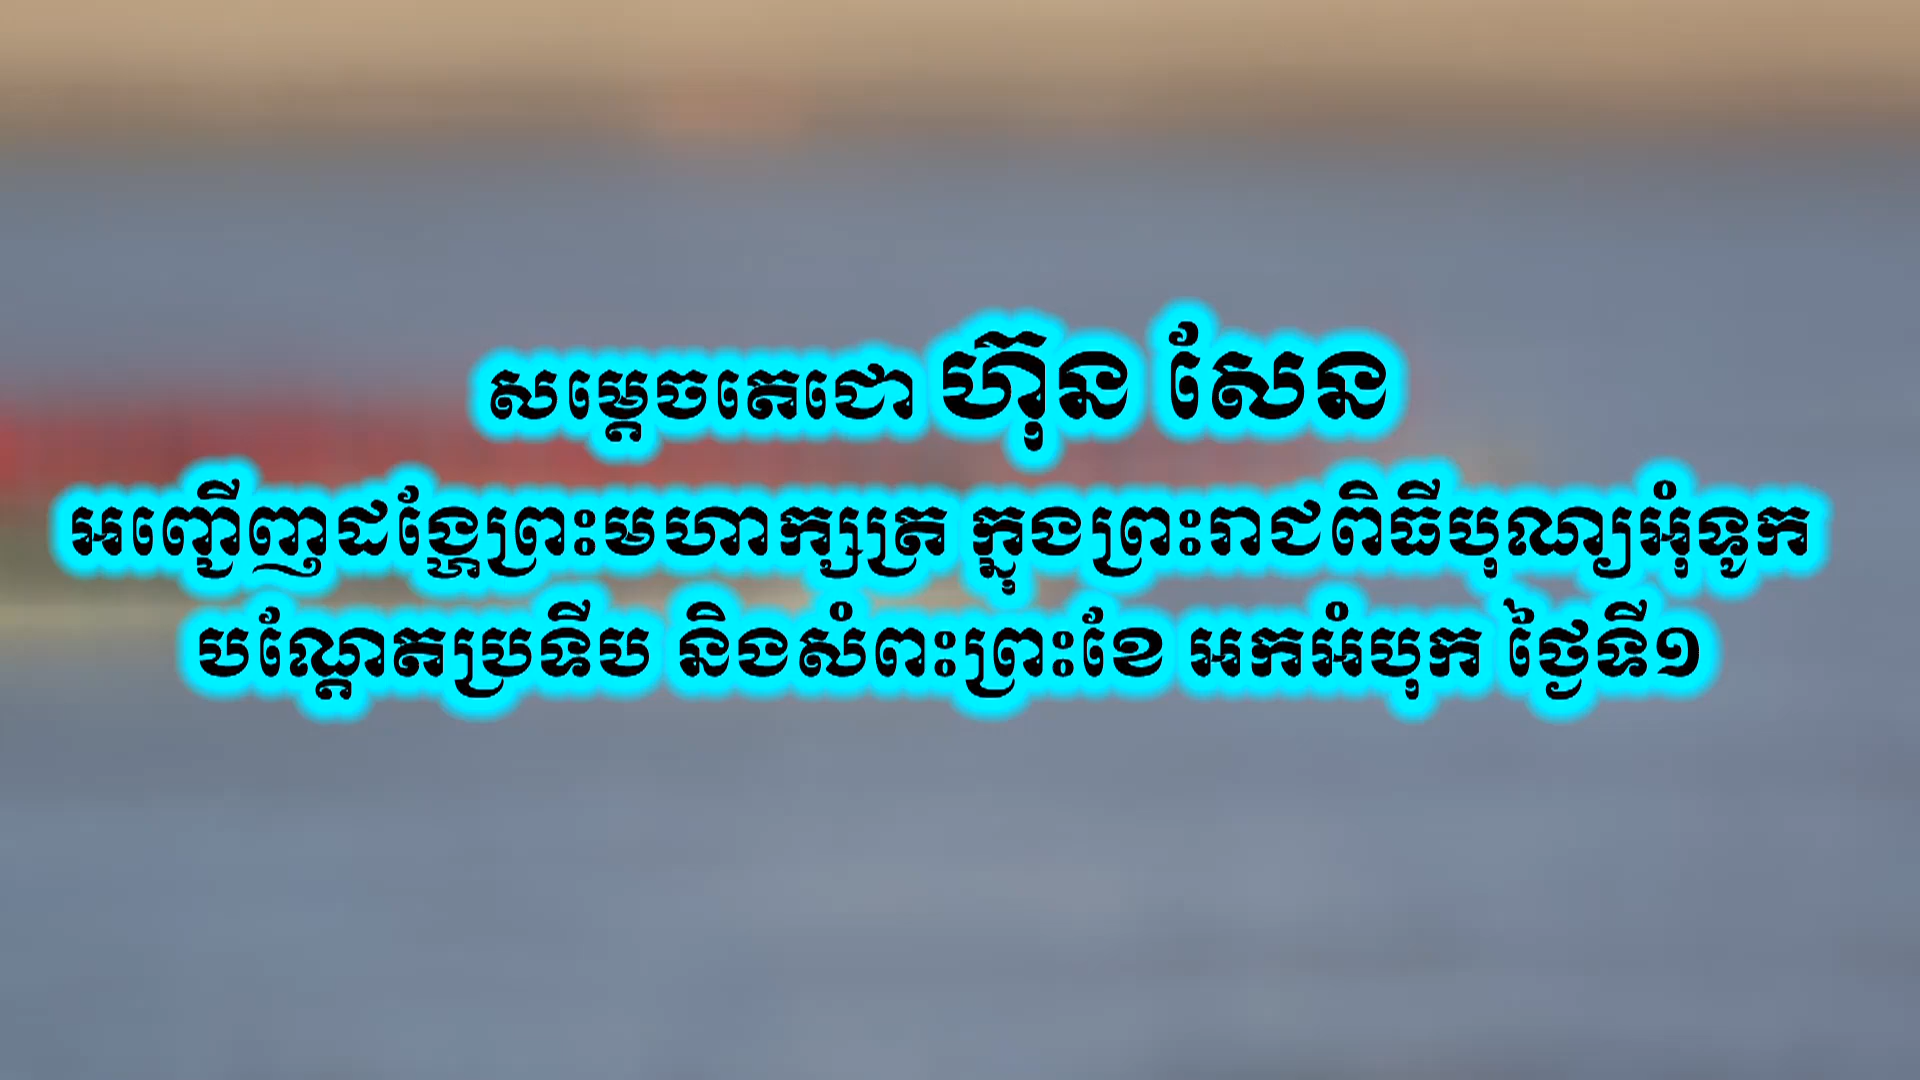 សម្តេចតេជោ ហ៊ុន សែន
អញ្ជើញដង្ហែព្រះមហាក្សត្រ ក្នុងព្រះរាជពិធីបុណ្យអុំទូក
បណ្តែតប្រទីប និងសំពះព្រះខែ អកអំបុក ថ្ងៃទី១